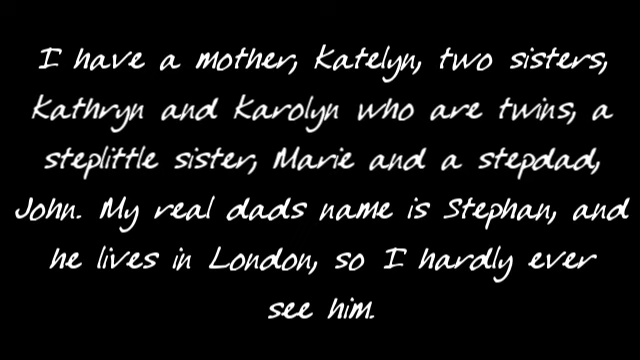 I have a mother, Katelyn, two sisters,
Kathryn and Karolyn who are twins, a
steplittle sister, Marie and a stepdad,
John. My real dads name is Stephan, and
he lives in London, so I hardly ever
see him.